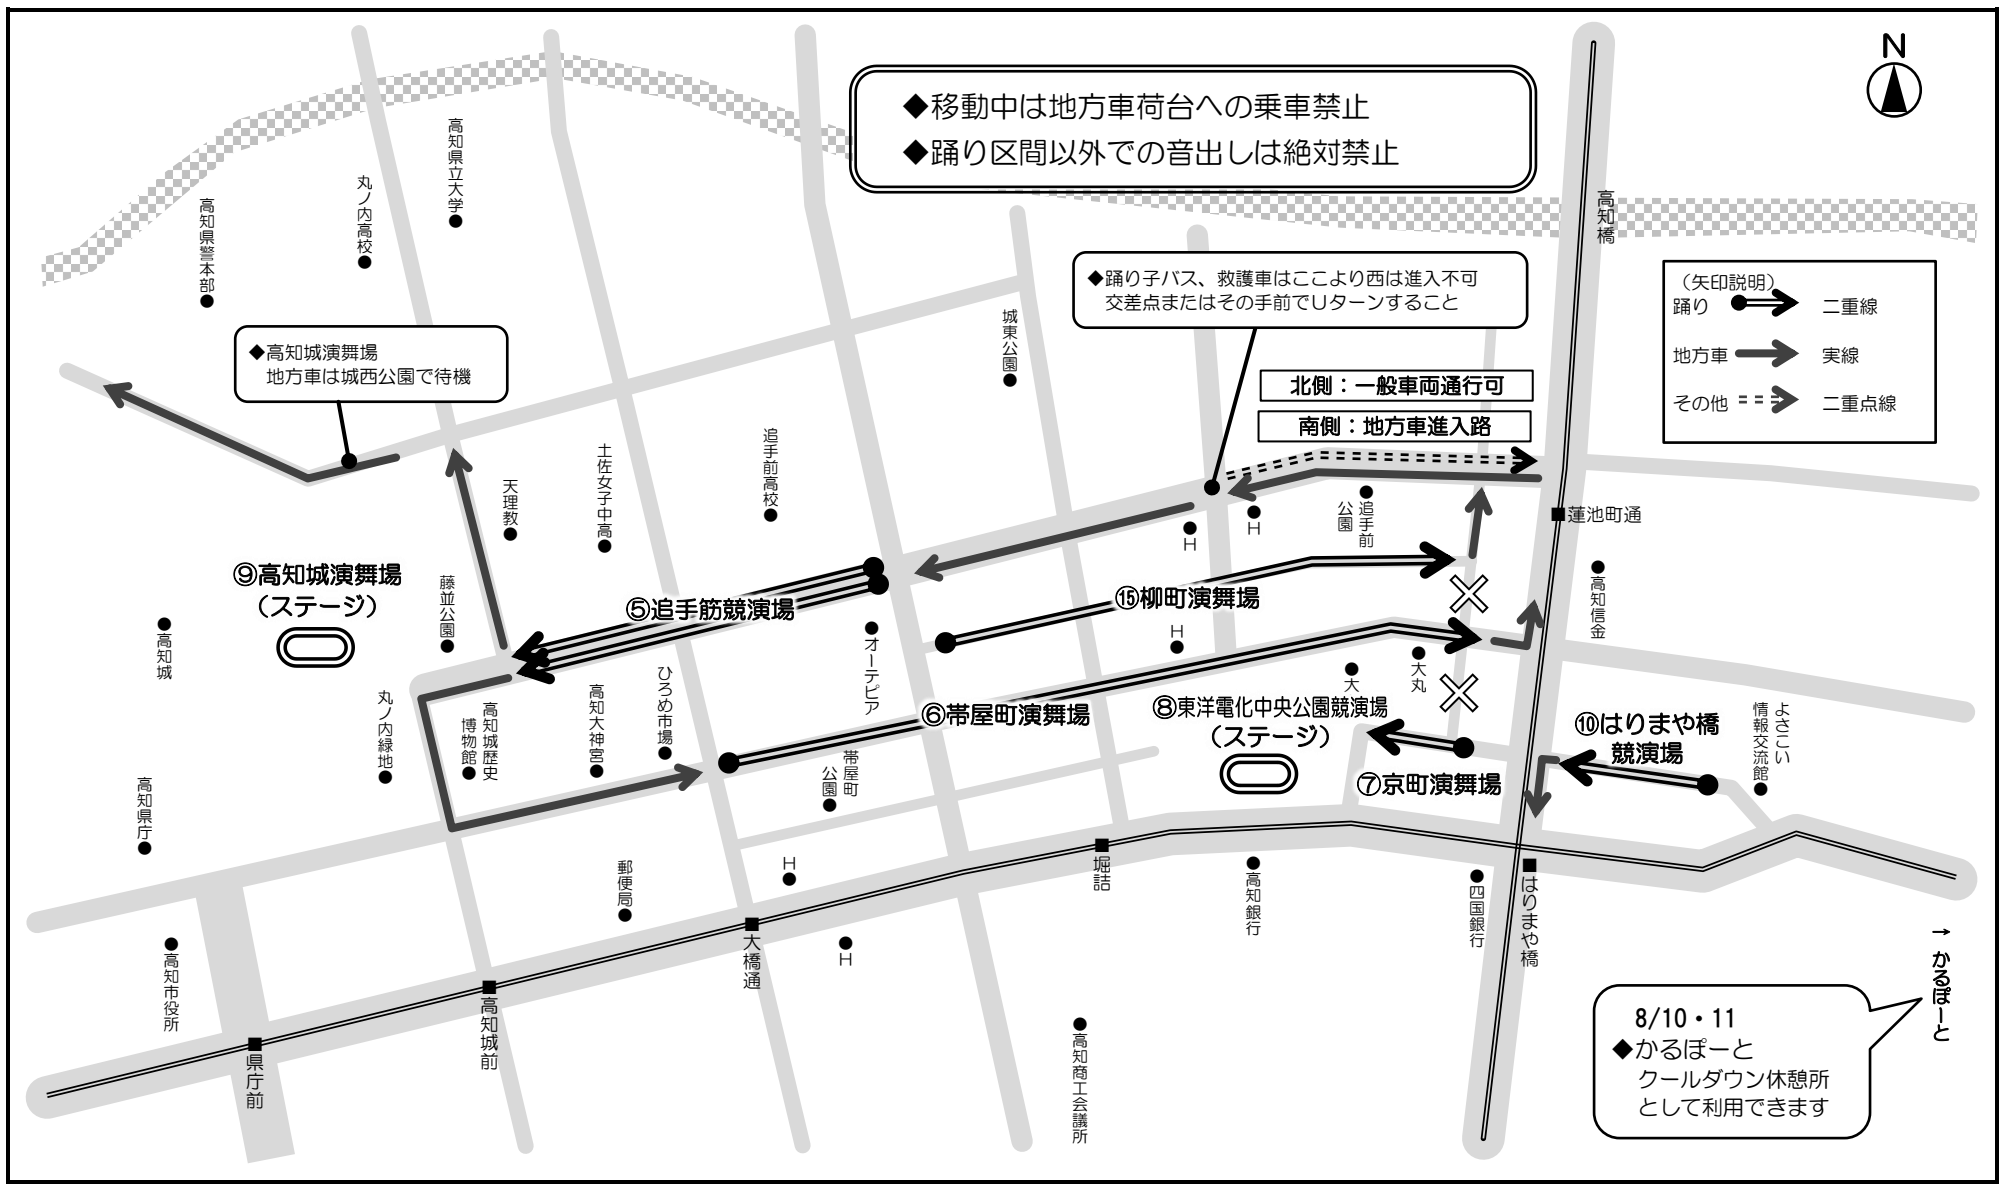 N
◆移動中は地方車荷台への乗車禁止
◆踊り区間以外での音出しは絶対禁止
高知橋
（矢印説明）
踊り
二重線
地方車
実線
その他
二重点線
◆踊り子バス、救護車はここより西は進入不可
交差点またはその手前でUターンすること
高知県立大学
丸ノ内高校
高知県警本部
◆高知城演舞場
地方車は城西公園で待機
城東公園
北側：一般車両通行可
南側：地方車進入路
追手前高校
土佐女子中高
天理教
H
H
追手前
公園
蓮池町通
高知信金
⑨高知城演舞場
（ステージ）
高知城
藤並公園
⑤追手筋競演場
⑮柳町演舞場
H
オーテピア
大
大丸
⑥帯屋町演舞場
⑧東洋電化中央公園競演場
（ステージ）
⑦京町演舞場
⑩はりまや橋
競演場
よさこい
情報交流館
丸ノ内緑地
高知城歴史
博物館
高知大神宮
ひろめ市場
帯屋町
公園
高知県庁
郵便局
H
H
堀詰
高知銀行
四国銀行
はりまや橋
高知市役所
県庁前
高知城前
大橋通
高知商工会議所
→ かるぽーと
8/10・11
◆かるぽーと
クールダウン休憩所
として利用できます